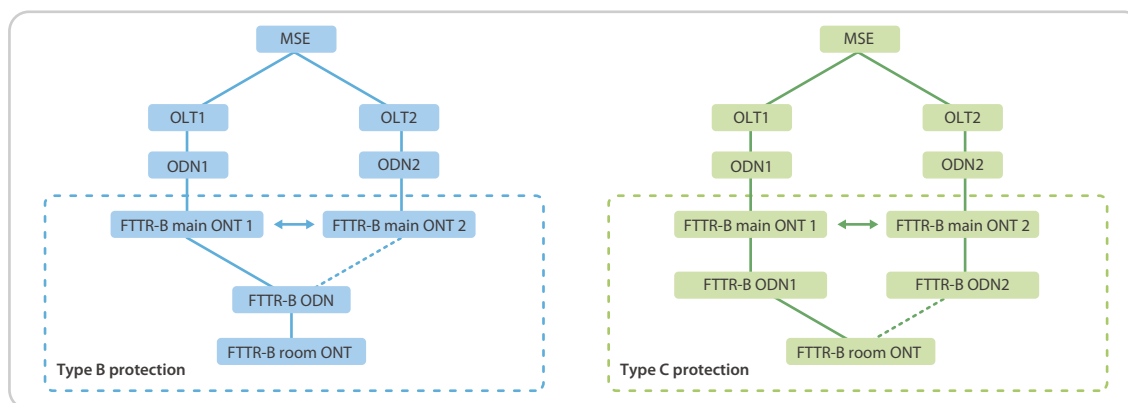 MSE
OLT1
OLT2
ODN1
ODN2
FTTR-B main ONT 1
FTTR-B main ONT 2
FTTR-B ODN
FTTR-B room ONT
Type B protection
MSE
OLT1
OLT2
ODN1
ODN2
FTTR-B main ONT 1
FTTR-B main ONT 2
FTTR-B ODN1
FTTR-B ODN2
FTTR-B room ONT
Type C protection